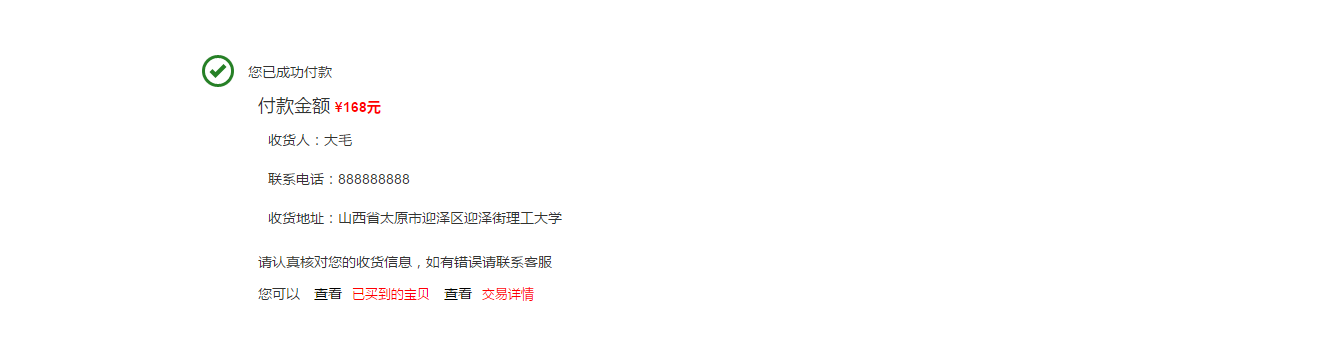 您已成功付款
付款金额 ¥168元
收货人：大毛
联系电话：888888888
收货地址：山西省太原市迎泽区迎泽街理工大学
请认真核对您的收货信息，如有错误请联系客服
您可以 查看 已买到的宝贝 查看 交易详情